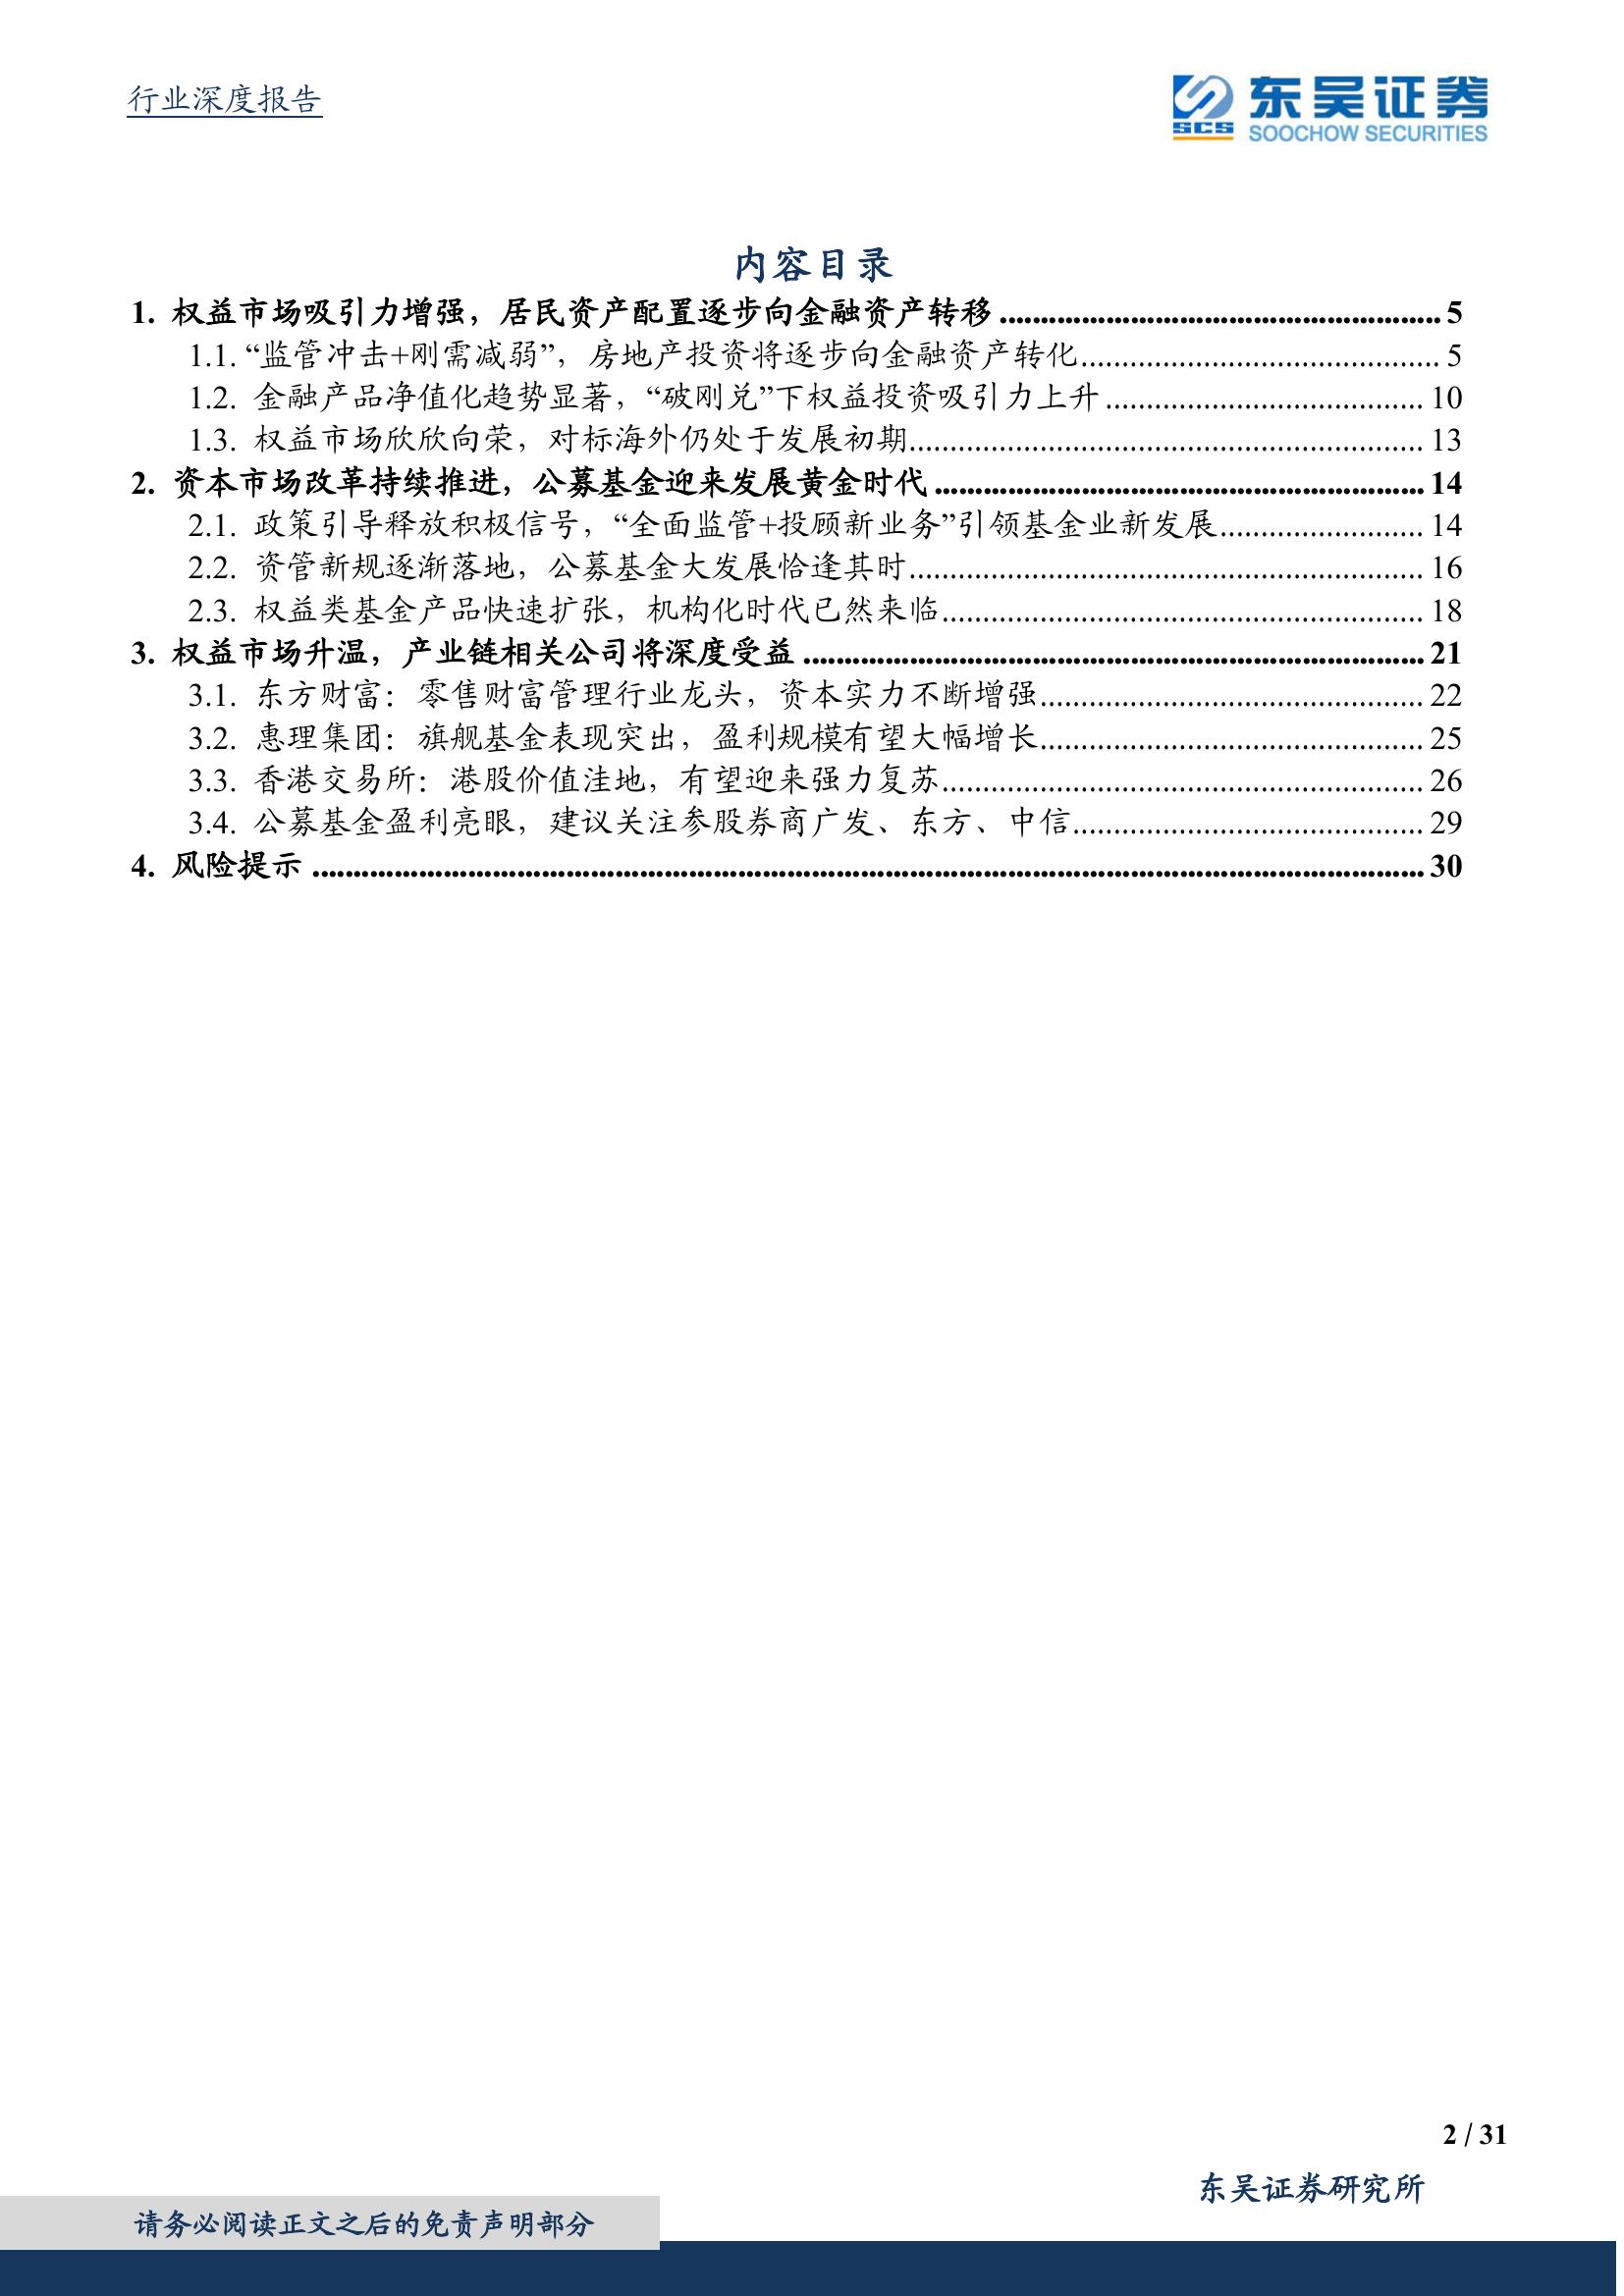 行业深度报告
东吴证券
SCS
SOOCHOW SECURITIES
内容目录
1. 权益市场吸引力增强，居民资产配置逐步向金融资产转移 ........................................ 5
1.1. “监管冲击+刚需减弱”，房地产投资将逐步向金融资产转化........................................ 5
1.2. 金融产品净值化趋势显著，“破刚兑”下权益投资吸引力上升........................................ 10
1.3. 权益市场欣欣向荣，对标海外仍处于发展初期........................................ 13
2. 资本市场改革持续推进，公募基金迎来发展黄金时代 ........................................ 14
2.1. 政策引导释放积极信号，“全面监管+投顾新业务”引领基金业新发展........................................ 14
2.2. 资管新规逐渐落地，公募基金大发展恰逢其时........................................ 16
2.3. 权益类基金产品快速扩张，机构化时代已然来临........................................ 18
3. 权益市场升温，产业链相关公司将深度受益 ........................................ 21
3.1. 东方财富：零售财富管理行业龙头，资本实力不断增强........................................ 22
3.2. 惠理集团：旗舰基金表现突出，盈利规模有望大幅增长........................................ 25
3.3. 香港交易所：港股价值洼地，有望迎来强力复苏........................................ 26
3.4. 公募基金盈利亮眼，建议关注参股券商广发、东方、中信........................................ 29
4. 风险提示 ........................................ 30
2 / 31
东吴证券研究所
请务必阅读正文之后的免责声明部分